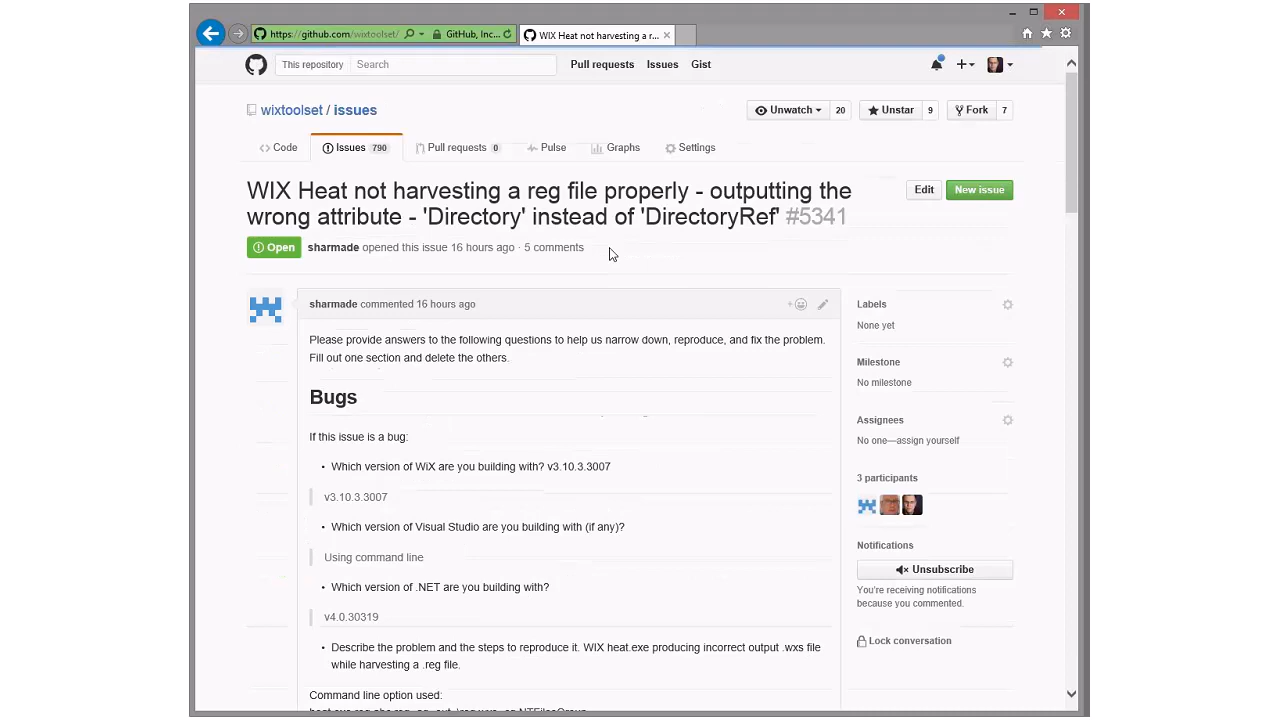 https://github.com/wixtoolset/ GitHub, Inc... WIX Heat not harvesting a r...
This repository Search Pull requests Issues Gist
wixtoolset / issues
Unwatch 20 Unstar 9 Fork 7
Code Issues 790 Pull requests 0 Pulse Graphs Settings
WIX Heat not harvesting a reg file properly - outputting the
wrong attribute - 'Directory' instead of 'DirectoryRef' #5341
Edit New issue
Open sharmade opened this issue 16 hours ago · 5 comments
sharmade commented 16 hours ago
Please provide answers to the following questions to help us narrow down, reproduce, and fix the problem.
Fill out one section and delete the others.
Bugs
If this issue is a bug:
• Which version of WiX are you building with? v3.10.3.3007
v3.10.3.3007
• Which version of Visual Studio are you building with (if any)?
Using command line
• Which version of .NET are you building with?
v4.0.30319
• Describe the problem and the steps to reproduce it. WIX heat.exe producing incorrect output .wxs file
while harvesting a .reg file.
Command line option used:
Labels
None yet
Milestone
No milestone
Assignees
No one—assign yourself
3 participants
Notifications
Unsubscribe
You're receiving notifications
because you commented.
Lock conversation